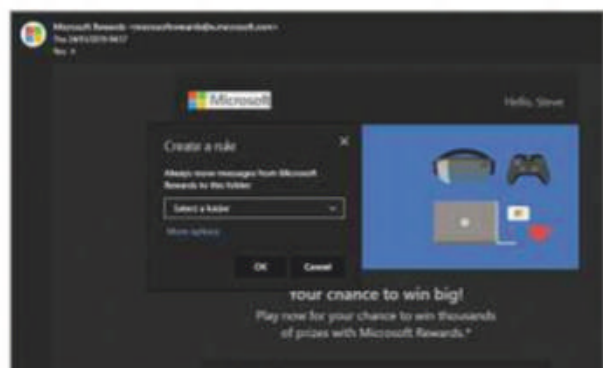 Microsoft Rewards
You
Microsoft
Hello, Steve
Create a rule
Always move messages from Microsoft
Rewards to this folder:
Select a folder
More options
OK Cancel
Your chance to win big!
Play now for your chance to win thousands
of prizes with Microsoft Rewards.*